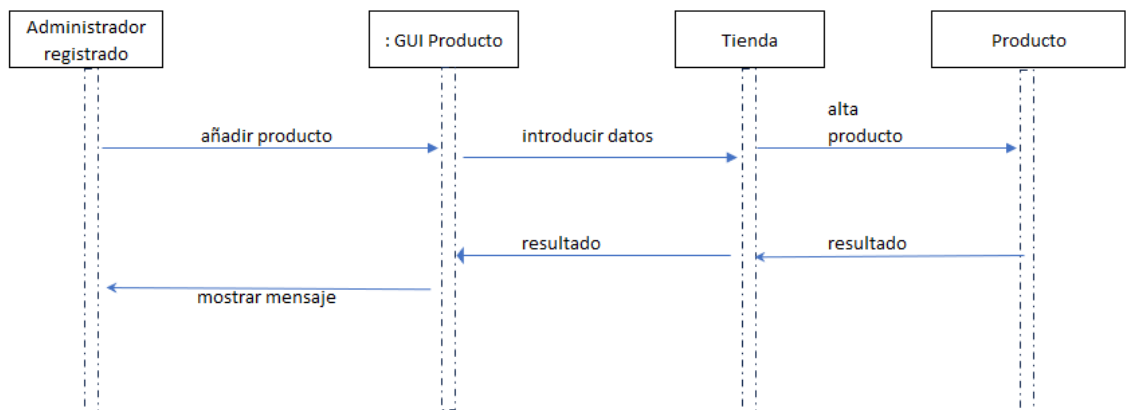 Administrador
registrado
: GUI Producto
Tienda
Producto
añadir producto
introducir datos
alta
producto
resultado
resultado
mostrar mensaje